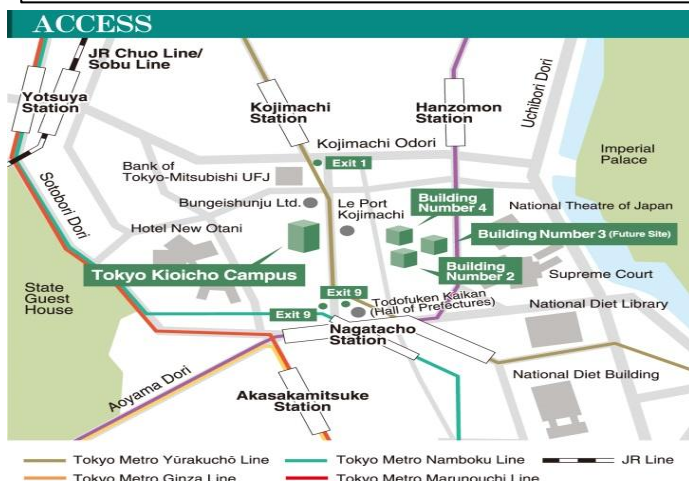 ACCESS
JR Chuo Line/
Sobu Line
Yotsuya
Station
Kojimachi
Station
Hanzomon
Station
Uchibori Dori
Kojimachi Odori
Imperial
Palace
Exit 1
Bank of
Tokyo-Mitsubishi UFJ
Sotobori Dori
Bungeishunju Ltd.
Le Port
Kojimachi
Building
Number 4
National Theatre of Japan
Hotel New Otani
Building Number 3 (Future Site)
Tokyo Kioicho Campus
Building
Number 2
Supreme Court
State
Guest
House
Exit 9
Exit 9
Todofuken Kaikan
(Hall of Prefectures)
National Diet Library
Nagatacho
Station
Aoyama Dori
Akasakamitsuke
Station
National Diet Building
Tokyo Metro Yūrakuchō Line
Tokyo Metro Namboku Line
JR Line
Tokyo Metro Ginza Line
Tokyo Metro Marunouchi Line